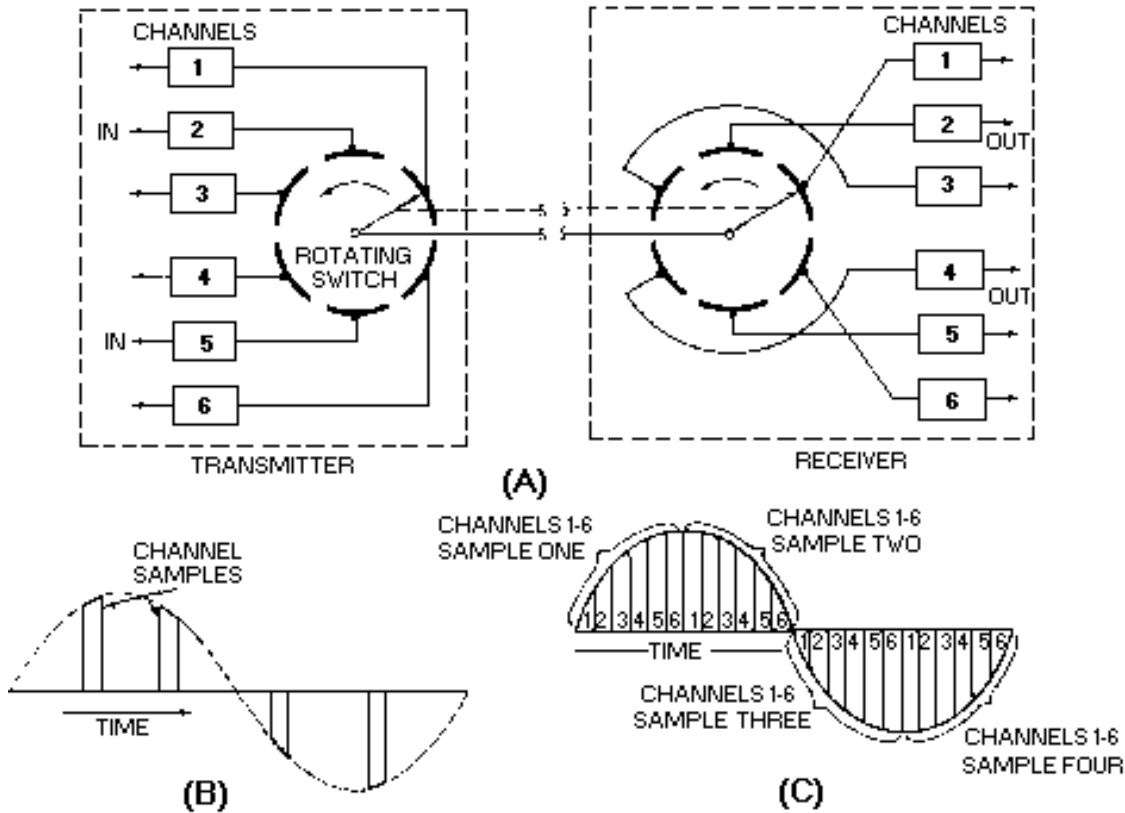 CHANNELS
1
IN
2
3
4
IN
5
6
ROTATING
SWITCH
TRANSMITTER
CHANNELS
1
2
OUT
3
4
OUT
5
6
RECEIVER
(A)
CHANNEL
SAMPLES
TIME
(B)
CHANNELS 1-6
SAMPLE ONE
CHANNELS 1-6
SAMPLE TWO
1 2 3 4 5 6 1 2 3 4 5 6
TIME
1 2 3 4 5 6 1 2 3 4 5 6
CHANNELS 1-6
SAMPLE THREE
CHANNELS 1-6
SAMPLE FOUR
(C)